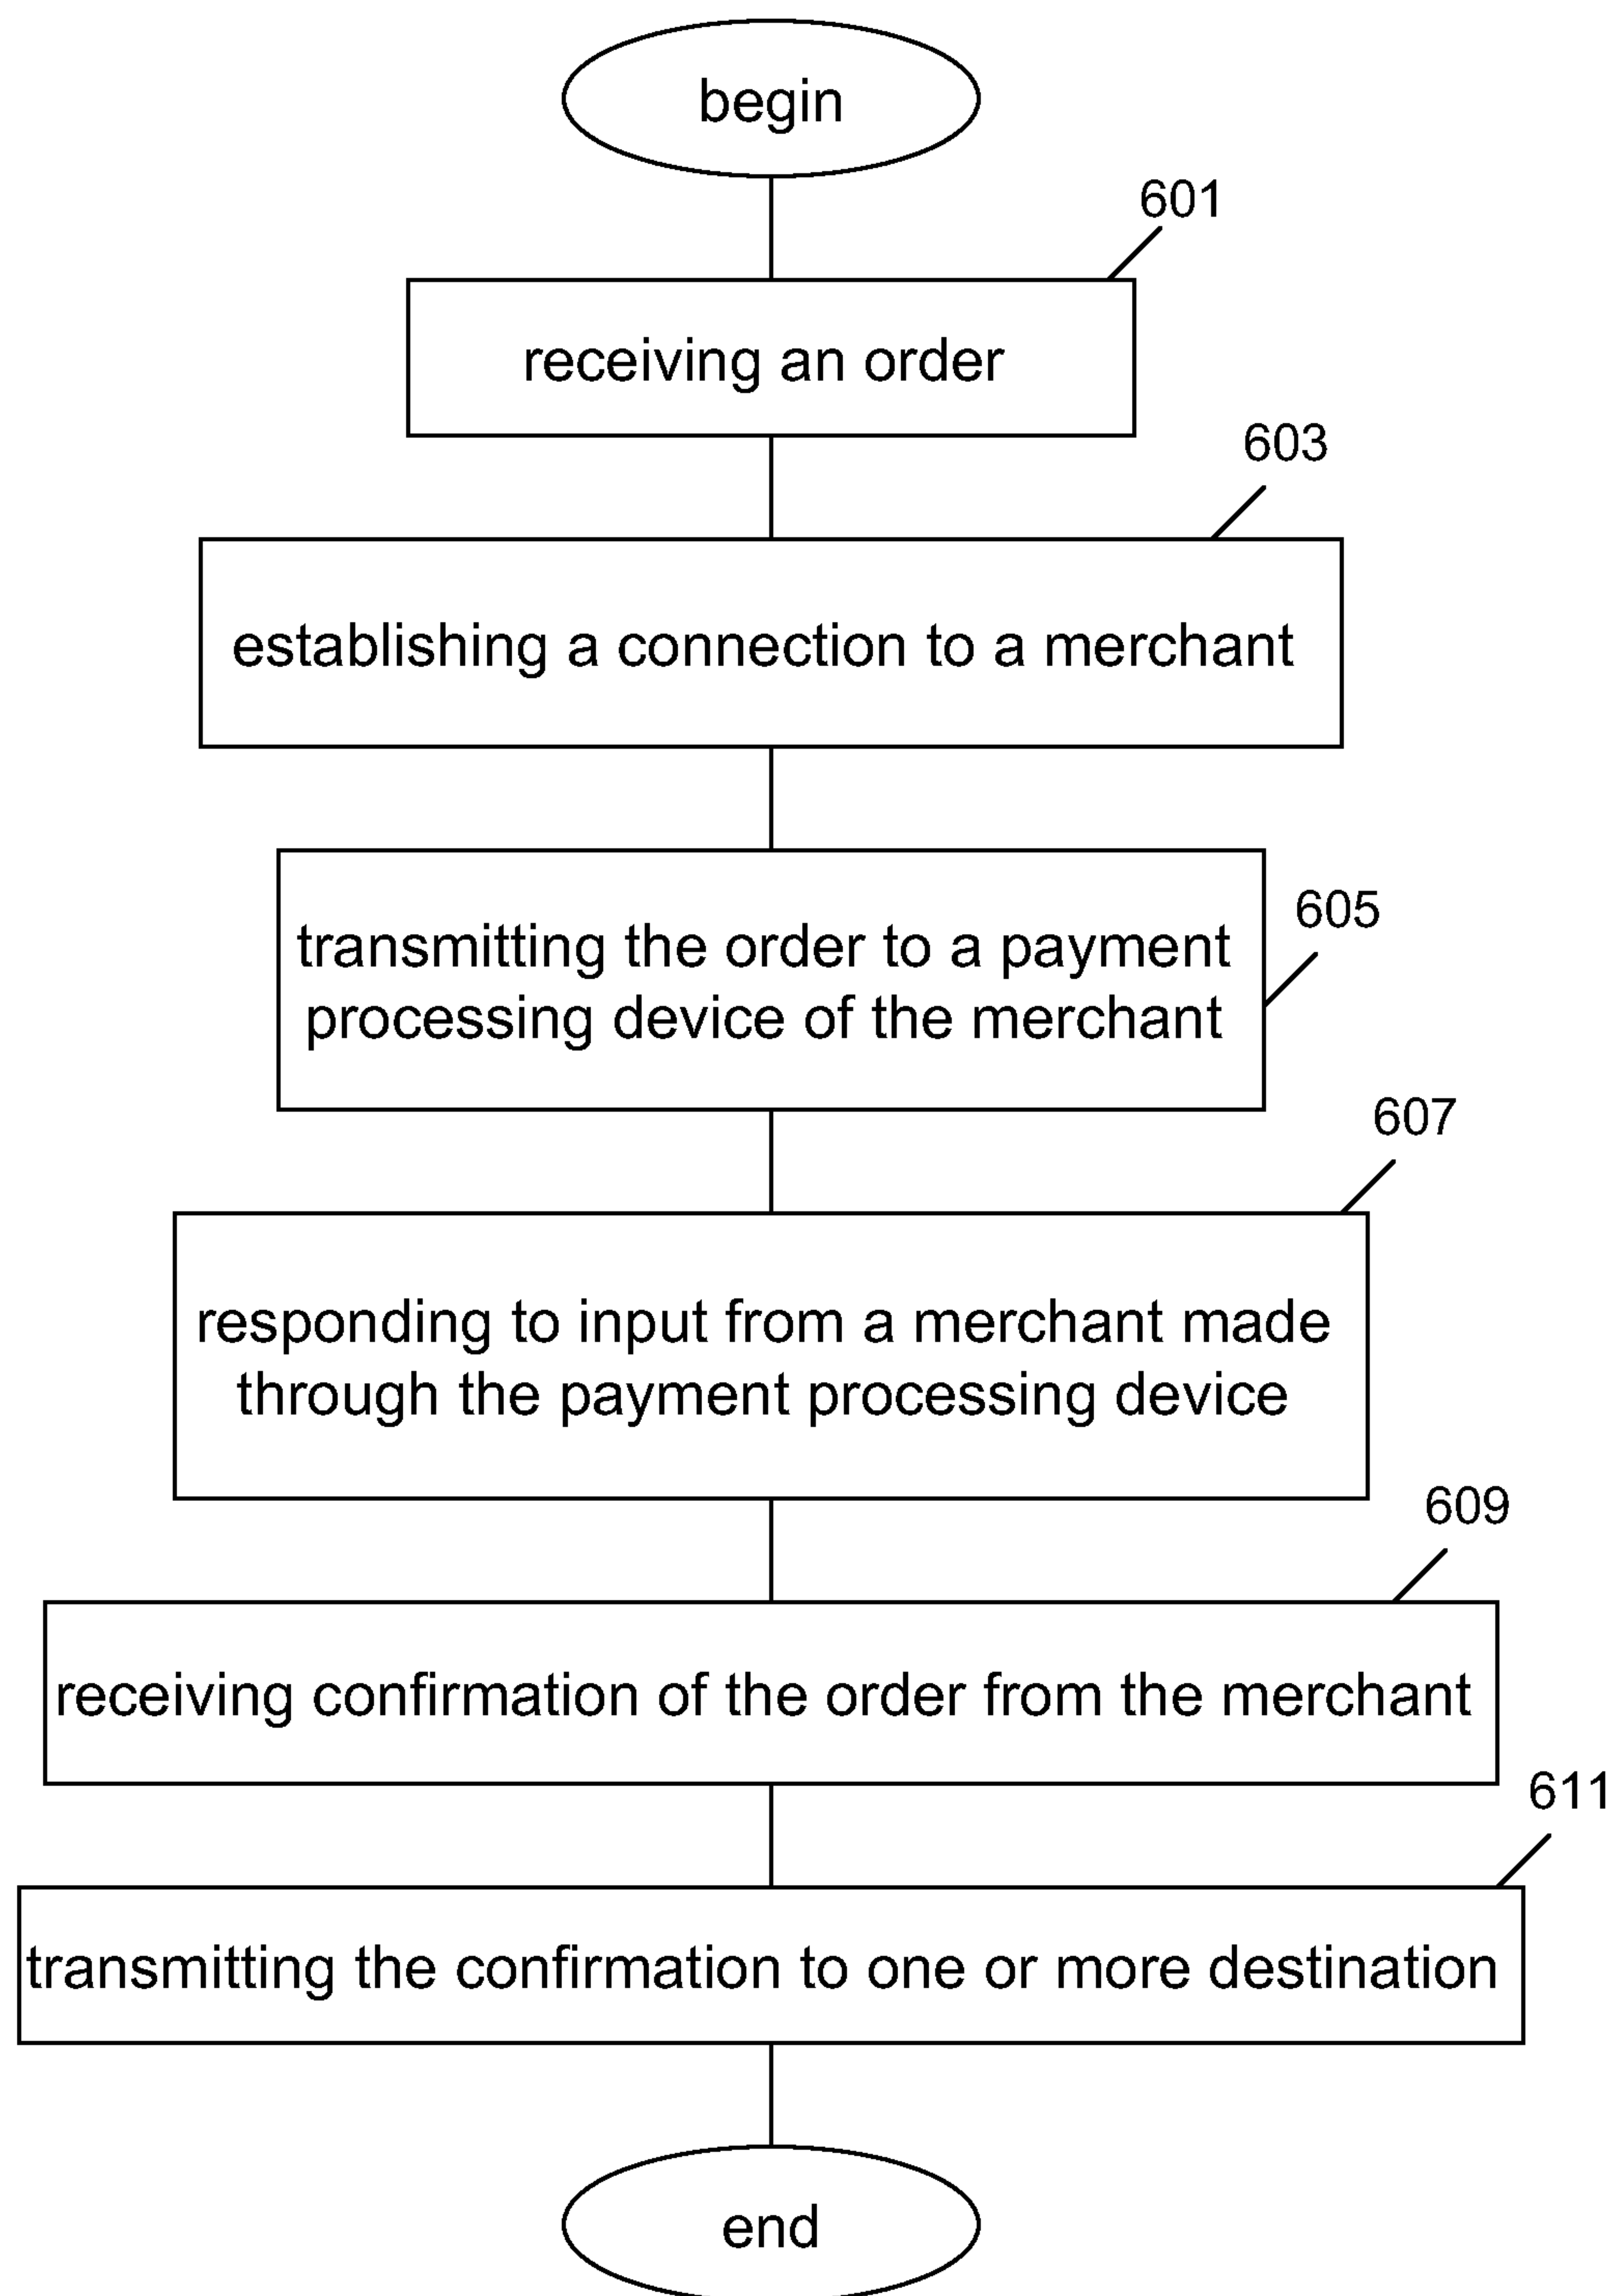 begin
601
receiving an order
603
establishing a connection to a merchant
605
transmitting the order to a payment
processing device of the merchant
607
responding to input from a merchant made
through the payment processing device
609
receiving confirmation of the order from the merchant
611
transmitting the confirmation to one or more destination
end